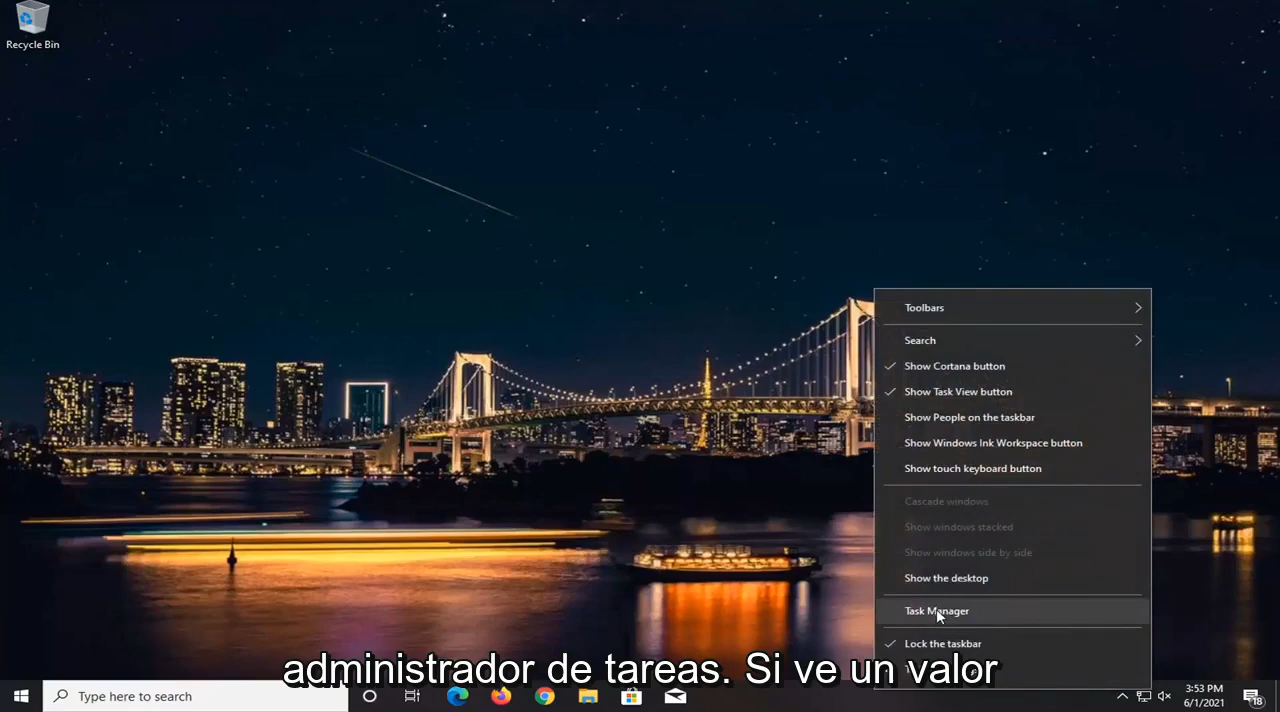 Recycle Bin
Toolbars
Search
Show Cortana button
Show Task View button
Show People on the taskbar
Show Windows Ink Workspace button
Show touch keyboard button
Cascade windows
Show windows stacked
Show windows side by side
Show the desktop
Task Manager
Lock the taskbar
administrador de tareas. Si ve un valor
Type here to search
3:53 PM
6/1/2021
18